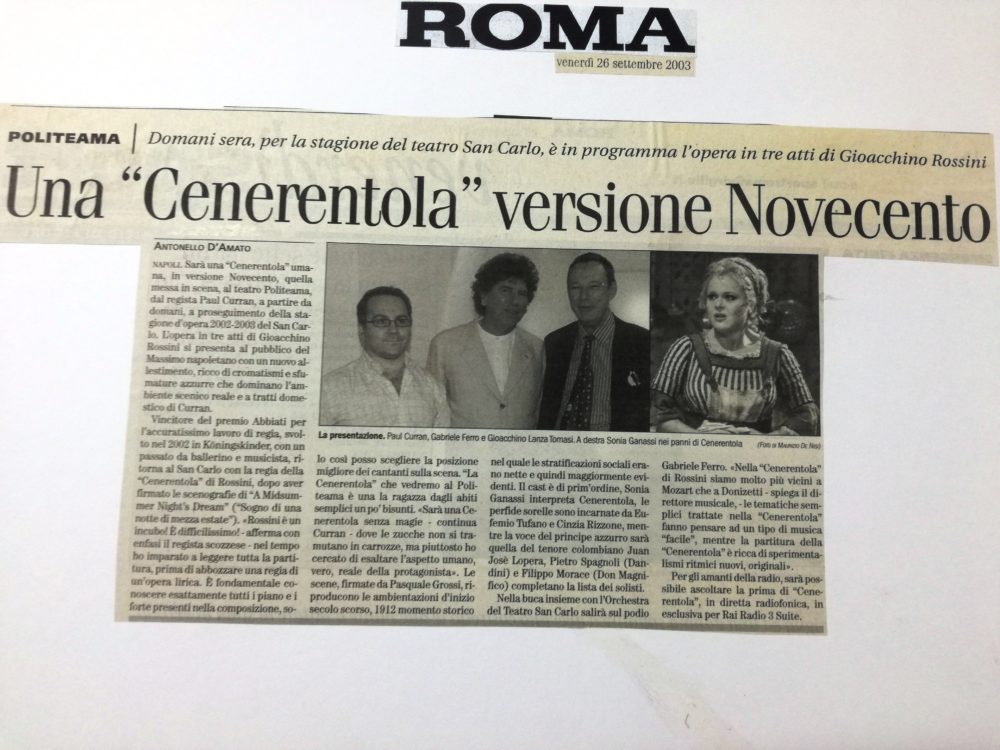 ROMA
venerdì 26 settembre 2003
POLITEAMA
Domani sera, per la stagione del teatro San Carlo, è in programma l'opera in tre atti di Gioacchino Rossini
Una “Cenerentola” versione Novecento
ANTONELLO D'AMATO
NAPOLI. Sarà una “Cenerentola” uma-
na, in versione Novecento, quella
messa in scena, al teatro Politeama,
dal regista Paul Curran, a partire da
domani, a proseguimento della sta-
gione d'opera 2002-2003 del San Car-
lo. L'opera in tre atti di Gioacchino
Rossini si presenta al pubblico del
Massimo napoletano con un nuovo al-
lestimento, ricco di cromatismi e sfu-
mature azzurre che dominano l'am-
biente scenico reale e a tratti dome-
stico di Curran.
Vincitore del premio Abbiati per
l'accuratissimo lavoro di regia, svol-
to nel 2002 in Köningskinder, con un
passato da ballerino e musicista, ri-
torna al San Carlo con la regia della
“Cenerentola” di Rossini, dopo aver
firmato le scenografie di “A Midsum-
mer Night's Dream” (“Sogno di una
notte di mezza estate”). «Rossini è un
incubo! È difficilissimo! - afferma con
enfasi il regista scozzese - nel tempo
ho imparato a leggere tutta la parti-
tura, prima di abbozzare una regia di
un'opera lirica. È fondamentale co-
noscere esattamente tutti i piano e i
forte presenti nella composizione, so-
La presentazione. Paul Curran, Gabriele Ferro e Gioacchino Lanza Tomasi. A destra Sonia Ganassi nei panni di Cenerentola
(FOTO DI MAURIZIO DE NISI)
lo così posso scegliere la posizione
migliore dei cantanti sulla scena. “La
Cenerentola” che vedremo al Poli-
teama è una la ragazza dagli abiti
semplici un po' bisunti. «Sarà una Ce-
nerentola senza magie - continua
Curran - dove le zucche non si tra-
mutano in carrozze, ma piuttosto ho
cercato di esaltare l'aspetto umano,
vero, reale della protagonista». Le
scene, firmate da Pasquale Grossi, ri-
producono le ambientazioni d'inizio
secolo scorso, 1912 momento storico
nel quale le stratificazioni sociali era-
no nette e quindi maggiormente evi-
denti. Il cast è di prim'ordine, Sonia
Ganassi interpreta Cenerentola, le
perfide sorelle sono incarnate da Eu-
femio Tufano e Cinzia Rizzone, men-
tre la voce del principe azzurro sarà
quella del tenore colombiano Juan
Josè Lopera, Pietro Spagnoli (Dan-
dini) e Filippo Morace (Don Magni-
fico) completano la lista dei solisti.
Nella buca insieme con l'Orchestra
del Teatro San Carlo salirà sul podio
Gabriele Ferro. «Nella “Cenerentola”
di Rossini siamo molto più vicini a
Mozart che a Donizetti - spiega il di-
rettore musicale, - le tematiche sem-
plici trattate nella “Cenerentola”
fanno pensare ad un tipo di musica
“facile”, mentre la partitura della
“Cenerentola” è ricca di sperimenta-
lismi ritmici nuovi, originali».
Per gli amanti della radio, sarà pos-
sibile ascoltare la prima di “Cene-
rentola”, in diretta radiofonica, in
esclusiva per Rai Radio 3 Suite.